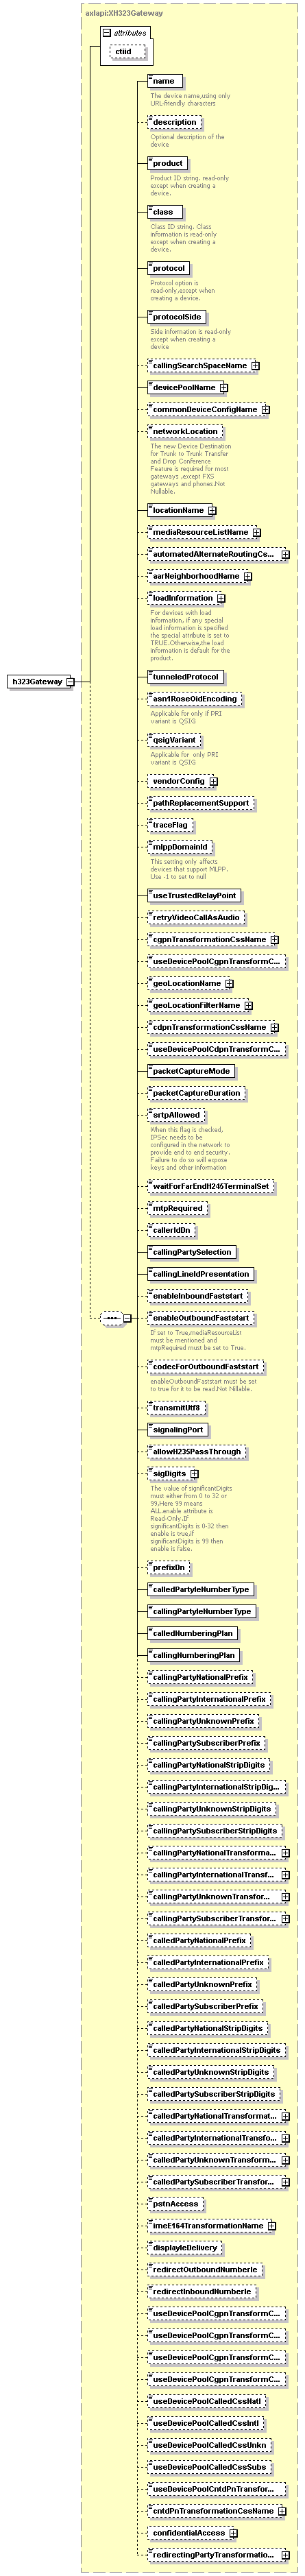 axlapi:XH323Gateway
attributes
ctiid
name
The device name,using only
URL-friendly characters
description
Optional description of the
device
product
Product ID string. read-only
except when creating a
device.
class
Class ID string. Class
information is read-only
except when creating a
device.
protocol
Protocol option is
read-only,except when
creating a device.
protocolSide
Side information is read-only
except when creating a
device
callingSearchSpaceName
devicePoolName
commonDeviceConfigName
networkLocation
The new Device Destination
for Trunk to Trunk Transfer
and Drop Conference
Feature is required for most
gateways ,except FXS
gateways and phones.Not
Nullable.
locationName
mediaResourceListName
automatedAlternateRoutingCs...
aarNeighborhoodName
loadInformation
For devices with load
information, if any special
load information is specified
the special attribute is set to
TRUE.Otherwise,the load
information is default for the
product.
h323Gateway
tunneledProtocol
asn1RoseOidEncoding
Applicable for only if PRI
variant is QSIG
qsigVariant
Applicable for only PRI
variant is QSIG
vendorConfig
pathReplacementSupport
traceFlag
mlppDomainId
This setting only affects
devices that support MLPP.
Use -1 to set to null
useTrustedRelayPoint
retryVideoCallAsAudio
cgpnTransformationCssName
useDevicePoolCgpnTransformC...
geoLocationName
geoLocationFilterName
cdpnTransformationCssName
useDevicePoolCdpnTransformC...
packetCaptureMode
packetCaptureDuration
srtpAllowed
When this flag is checked,
IPSec needs to be
configured in the network to
provide end to end security.
Failure to do so will expose
keys and other information
waitForFarEndH245TerminalSet
mtpRequired
callerIdDn
callingPartySelection
callingLineIdPresentation
enableInboundFaststart
enableOutboundFaststart
If set to True,mediaResourceList
must be mentioned and
mtpRequired must be set to True.
codecForOutboundFaststart
enableOutboundFaststart must be set
to true for it to be read.Not Nillable.
transmitUtf8
signalingPort
allowH235PassThrough
sigDigits
The value of significantDigits
must either from 0 to 32 or
99.Here 99 means
ALL.enable attribute is
Read-Only.IF
significantDigits is 0-32 then
enable is true,if
significantDigits is 99 then
enable is false.
prefixDn
calledPartyIeNumberType
callingPartyIeNumberType
calledNumberingPlan
callingNumberingPlan
callingPartyNationalPrefix
callingPartyInternationalPrefix
callingPartyUnknownPrefix
callingPartySubscriberPrefix
callingPartyNationalStripDigits
callingPartyInternationalStripDig...
callingPartyUnknownStripDigits
callingPartySubscriberStripDigits
callingPartyNationalTransforma...
callingPartyInternationalTransf...
callingPartyUnknownTransfor...
callingPartySubscriberTransfor...
calledPartyNationalPrefix
calledPartyInternationalPrefix
calledPartyUnknownPrefix
calledPartySubscriberPrefix
calledPartyNationalStripDigits
calledPartyInternationalStripDigits
calledPartyUnknownStripDigits
calledPartySubscriberStripDigits
calledPartyNationalTransformat...
calledPartyInternationalTransfo...
calledPartyUnknownTransform...
calledPartySubscriberTransfor...
pstnAccess
imeE164TransformationName
displayIeDelivery
redirectOutboundNumberIe
redirectInboundNumberIe
useDevicePoolCgpnTransformC...
useDevicePoolCgpnTransformC...
useDevicePoolCgpnTransformC...
useDevicePoolCgpnTransformC...
useDevicePoolCalledCssNatl
useDevicePoolCalledCssIntl
useDevicePoolCalledCssUnkn
useDevicePoolCalledCssSubs
useDevicePoolCntdPnTransfor...
cntdPnTransformationCssName
confidentialAccess
redirectingPartyTransformatio...